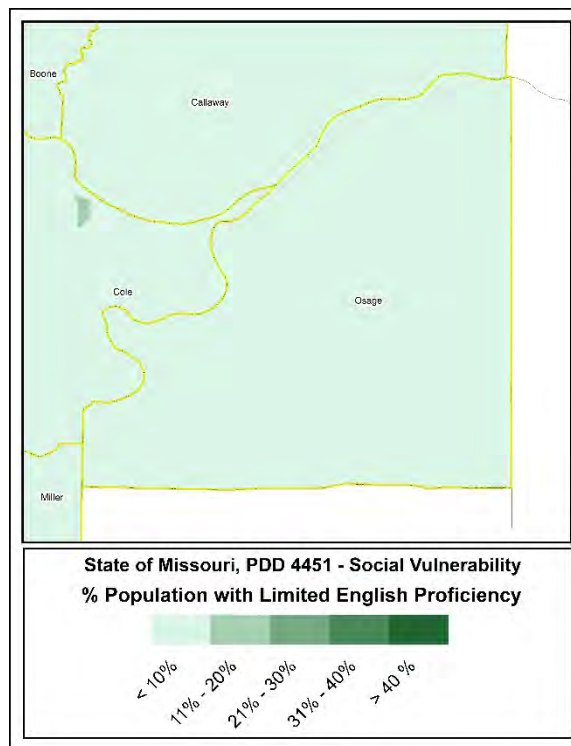 Boone
Callaway
Cole
Osage
Miller
State of Missouri, PDD 4451 - Social Vulnerability
% Population with Limited English Proficiency
< 10%
11% - 20%
21% - 30%
31% - 40%
> 40 %